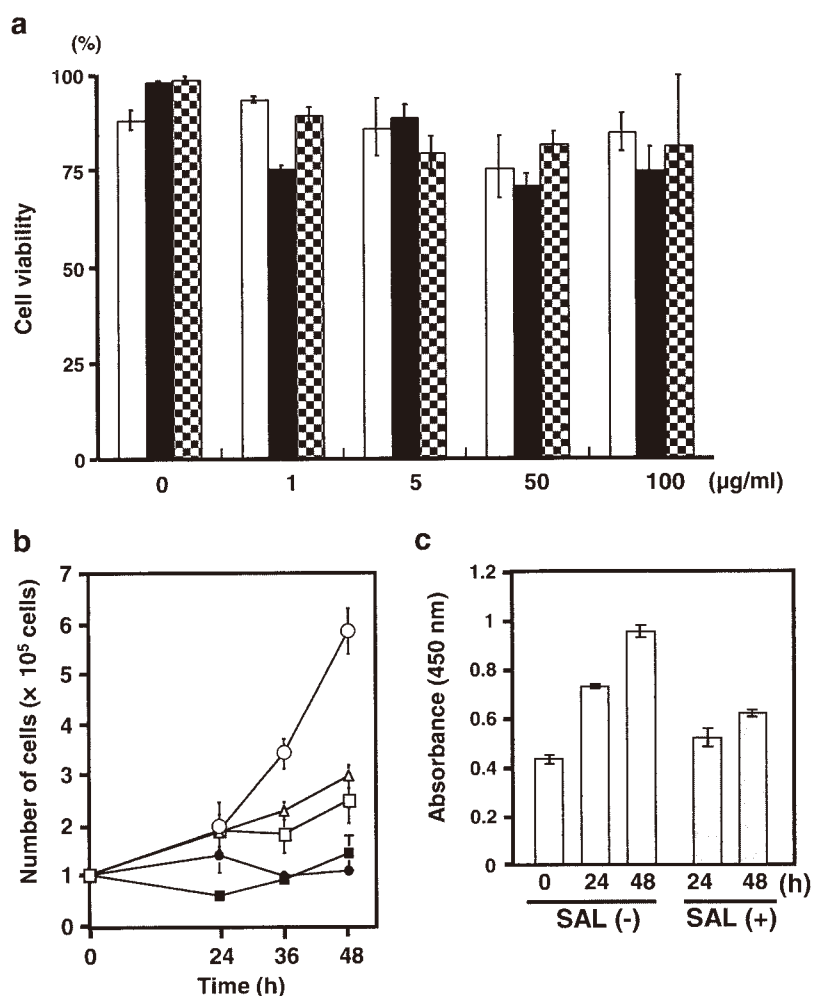 a
(%)
100
75
50
25
0
Cell viability
0 1 5 50 100 (µg/ml)
b
7
6
5
4
3
2
1
0
Number of cells (× 10⁵ cells)
0 24 36 48
Time (h)
c
1.2
1
0.8
0.6
0.4
0.2
0
Absorbance (450 nm)
0 24 48 24 48 (h)
SAL (-) SAL (+)